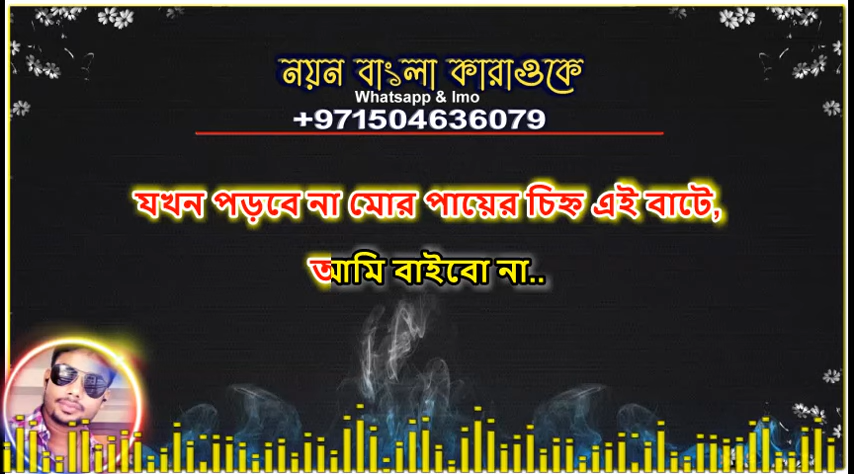 নয়ন বাংলা কারাওকে
Whatsapp & Imo
+971504636079
যখন পড়বে না মোর পায়ের চিহ্ন এই বাটে,
আমি বাইবো না..